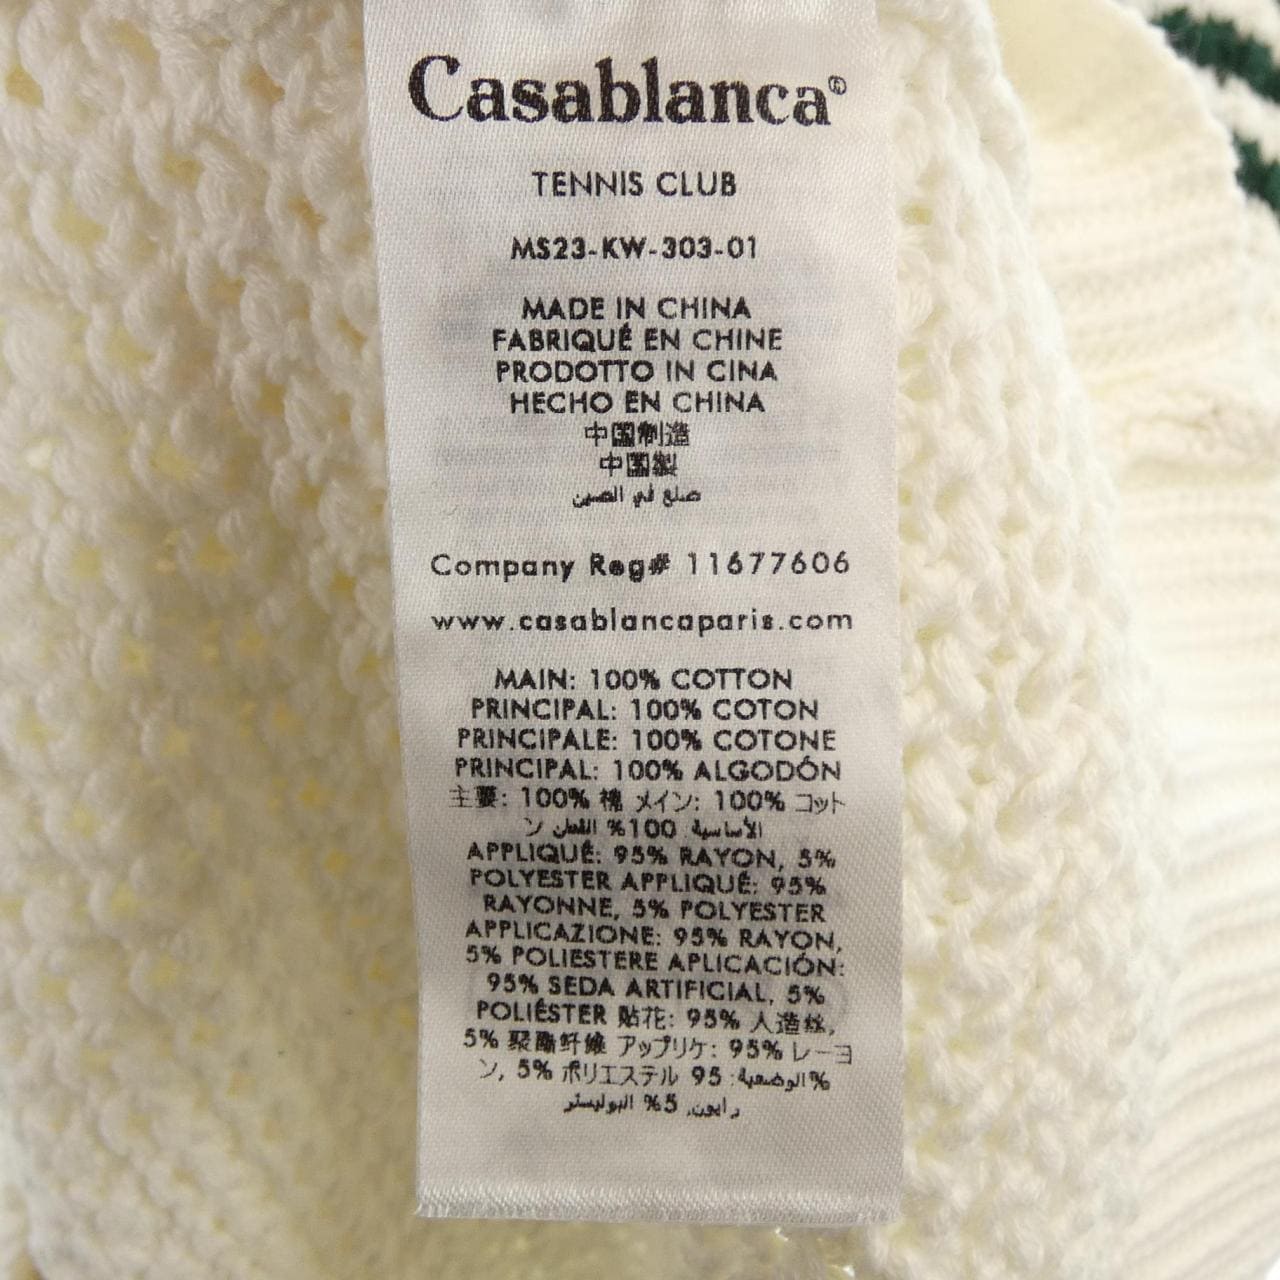 Casablanca®
TENNIS CLUB
MS23-KW-303-01
MADE IN CHINA
FABRIQUÉ EN CHINE
PRODOTTO IN CINA
HECHO EN CHINA
中国制造
中国製
صنع في الصين
Company Reg# 11677606
www.casablancaparis.com
MAIN: 100% COTTON
PRINCIPAL: 100% COTON
PRINCIPALE: 100% COTONE
PRINCIPAL: 100% ALGODÓN
主要: 100% 棉 メイン: 100% コット
ン الأساسية: 100% القطن
APPLIQUÉ: 95% RAYON, 5%
POLYESTER APPLIQUÉ: 95%
RAYONNE, 5% POLYESTER
APPLICAZIONE: 95% RAYON,
5% POLIESTERE APLICACIÓN:
95% SEDA ARTIFICIAL, 5%
POLIÉSTER 贴花: 95% 人造丝,
5% 聚酯纤维 アップリケ: 95% レーヨ
ン, 5% ポリエステル الوضعية: 95%
رايون, 5% البوليستر